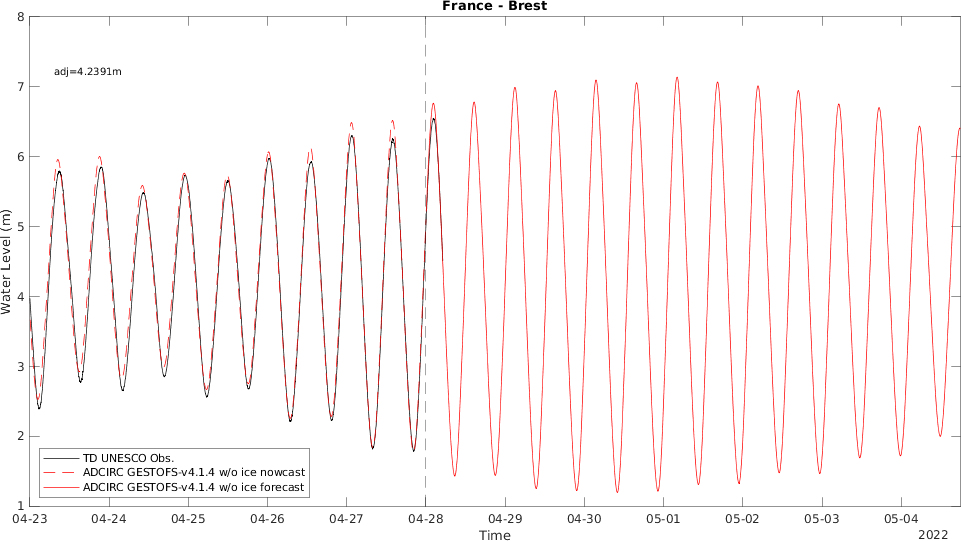 France - Brest
adj=4.2391m
8
7
6
5
4
3
2
1
Water Level (m)
TD UNESCO Obs.
ADCIRC GESTOFS-v4.1.4 w/o ice nowcast
ADCIRC GESTOFS-v4.1.4 w/o ice forecast
04-23 04-24 04-25 04-26 04-27 04-28 04-29 04-30 05-01 05-02 05-03 05-04
Time
2022